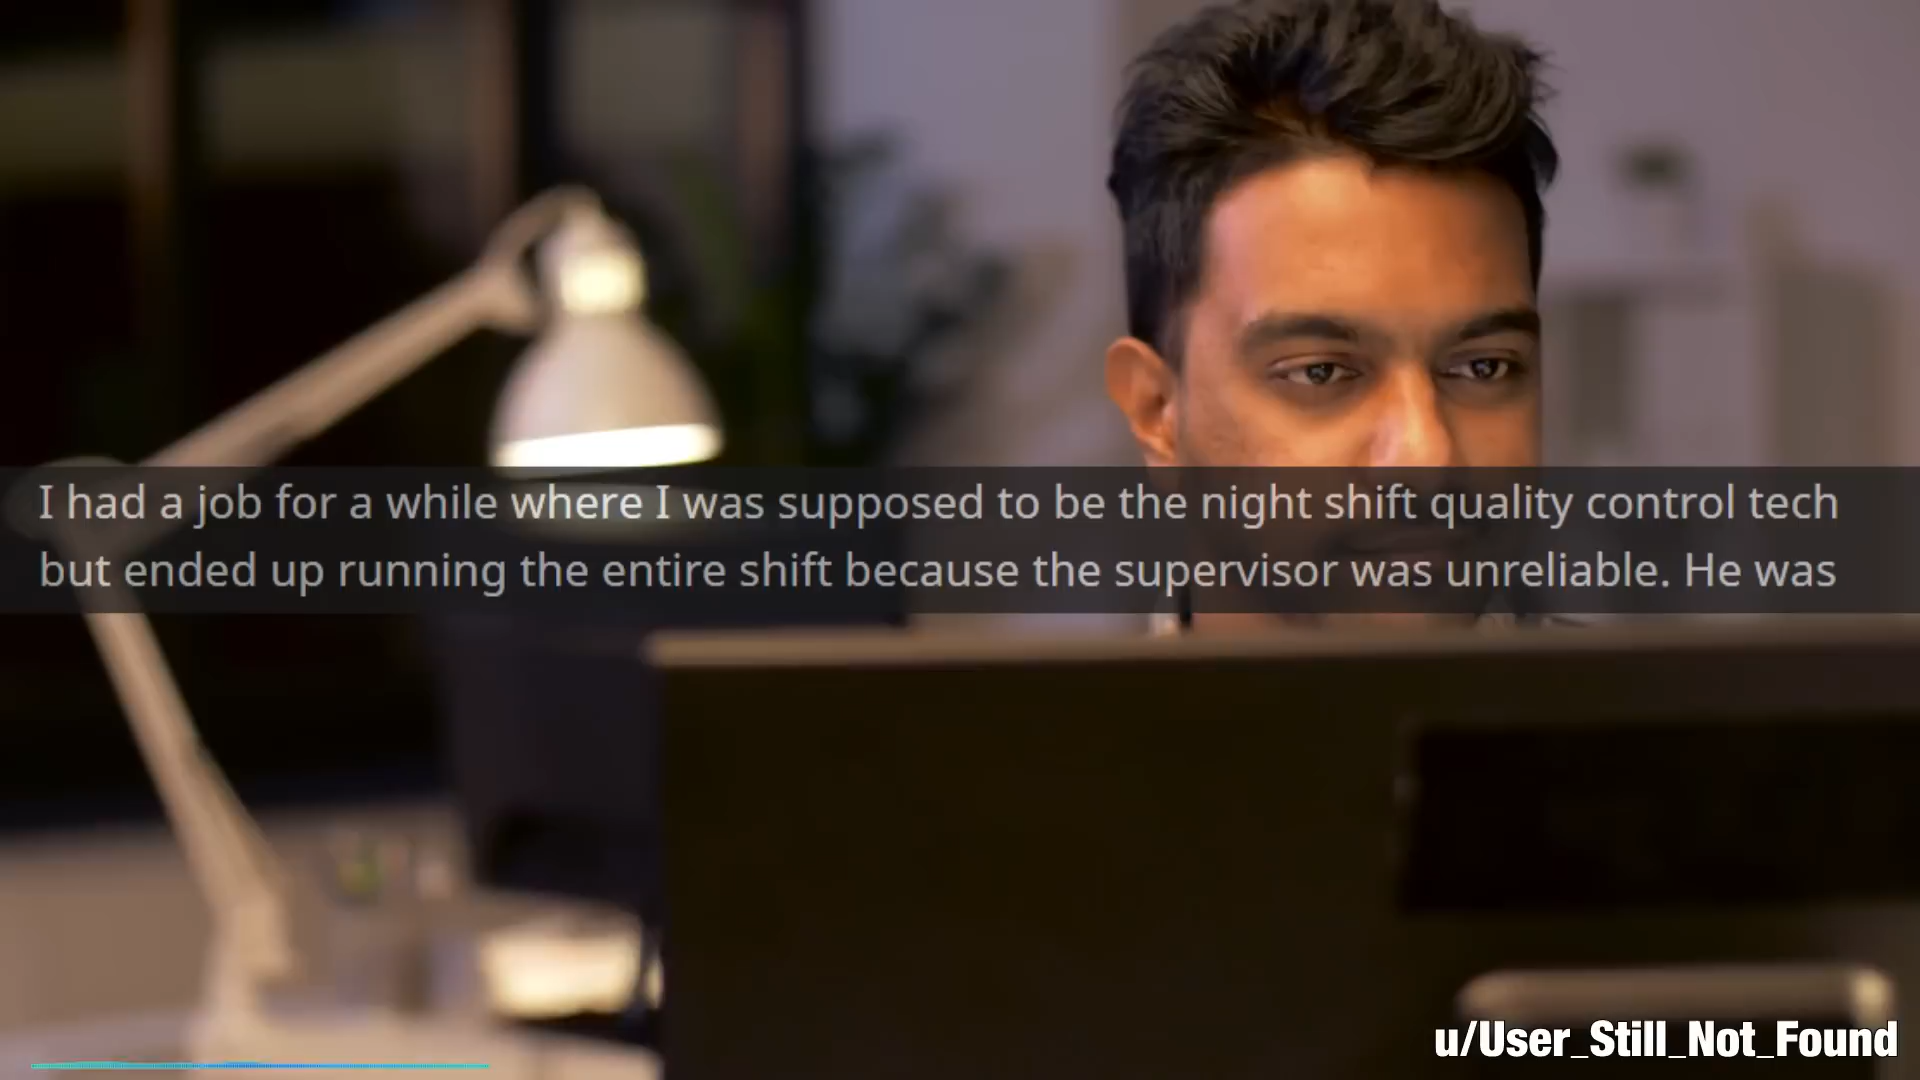 I had a job for a while where I was supposed to be the night shift quality control tech
but ended up running the entire shift because the supervisor was unreliable. He was
u/User_Still_Not_Found